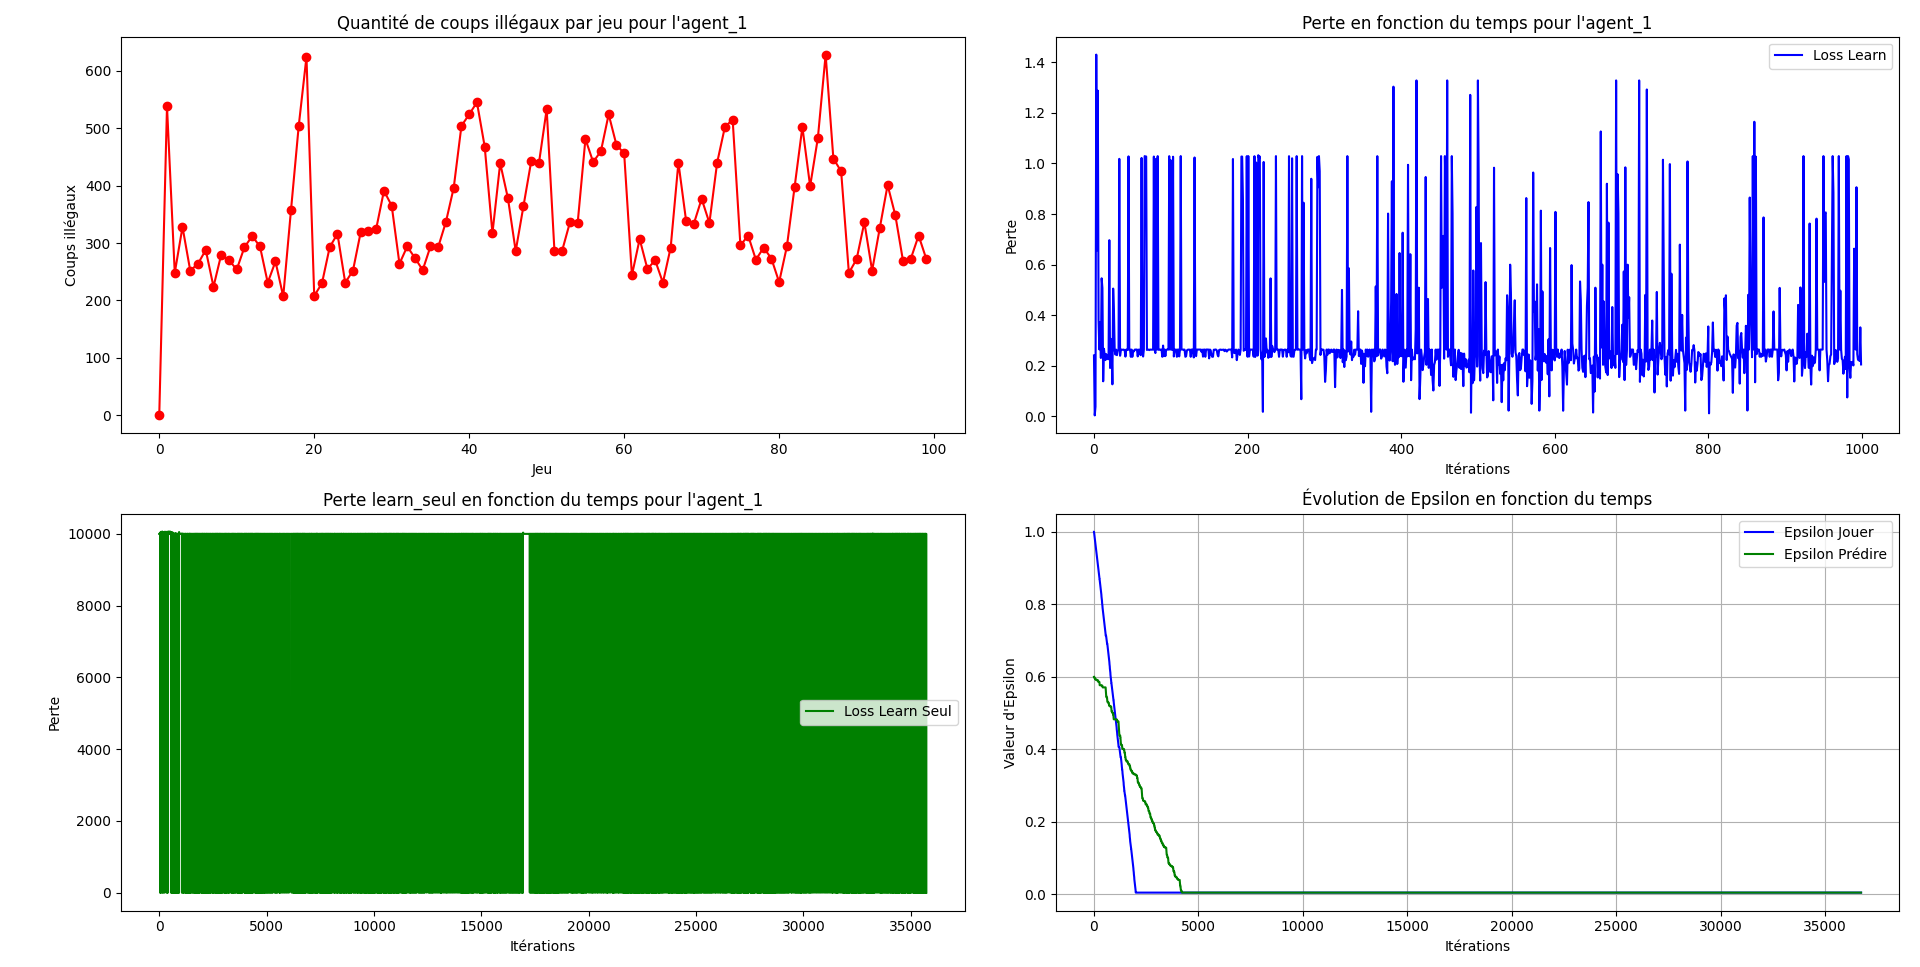 Quantité de coups illégaux par jeu pour l'agent_1
600
500
400
300
200
100
0
Coups illégaux
0 20 40 60 80 100
Jeu
Perte en fonction du temps pour l'agent_1
Loss Learn
1.4
1.2
1.0
0.8
0.6
0.4
0.2
0.0
Perte
0 200 400 600 800 1000
Itérations
Perte learn_seul en fonction du temps pour l'agent_1
10000
8000
6000
4000
2000
0
Perte
Loss Learn Seul
0 5000 10000 15000 20000 25000 30000 35000
Itérations
Évolution de Epsilon en fonction du temps
Epsilon Jouer
Epsilon Prédire
1.0
0.8
0.6
0.4
0.2
0.0
Valeur d'Epsilon
0 5000 10000 15000 20000 25000 30000 35000
Itérations